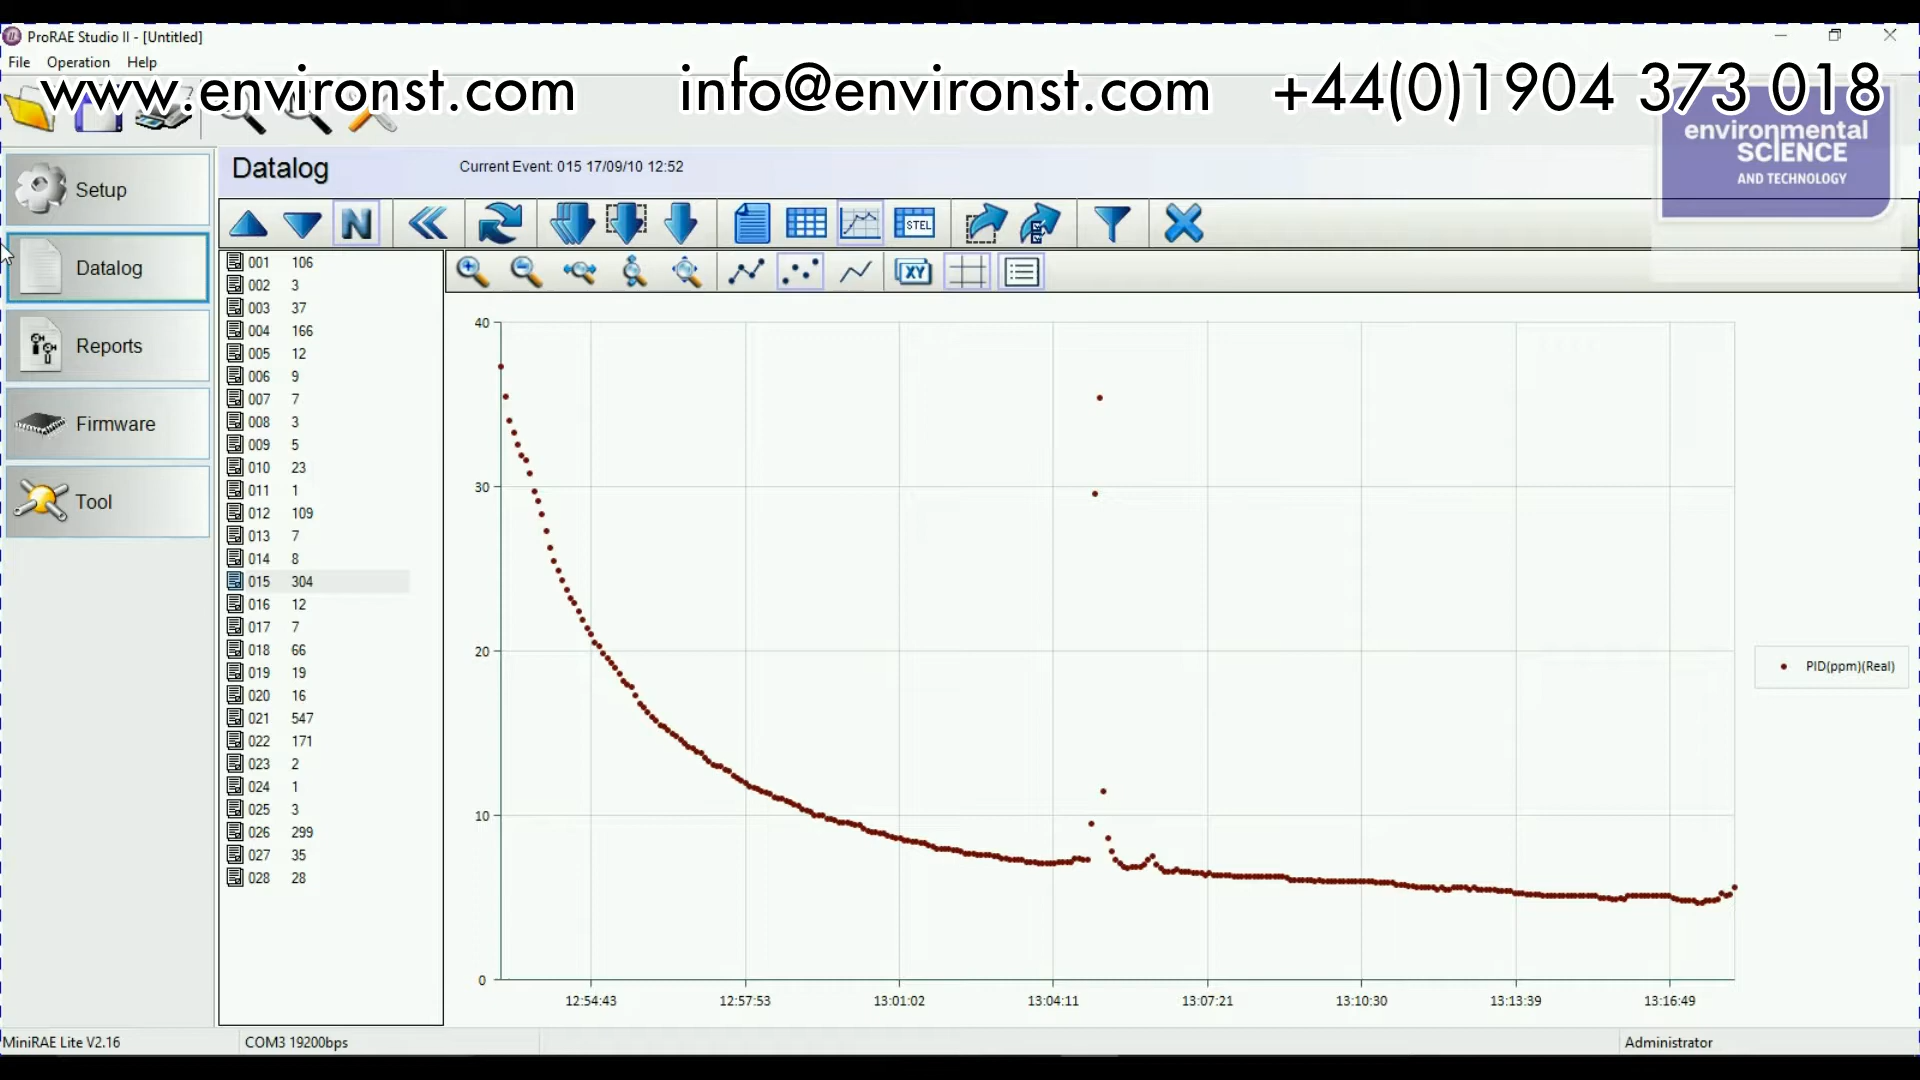 ProRAE Studio II - [Untitled]
File Operation Help
www.environst.com info@environst.com +44(0)1904 373 018
environmental
SCIENCE
AND TECHNOLOGY
Setup
Datalog
Reports
Firmware
Tool
Datalog
Current Event: 015 17/09/10 12:52
N
STEL
XY
001 106
002 3
003 37
004 166
005 12
006 9
007 7
008 3
009 5
010 23
011 1
012 109
013 7
014 8
015 304
016 12
017 7
018 66
019 19
020 16
021 547
022 171
023 2
024 1
025 3
026 299
027 35
028 28
40
30
20
10
0
12:54:43 12:57:53 13:01:02 13:04:11 13:07:21 13:10:30 13:13:39 13:16:49
PID(ppm)(Real)
MiniRAE Lite V2.16 COM3 19200bps Administrator